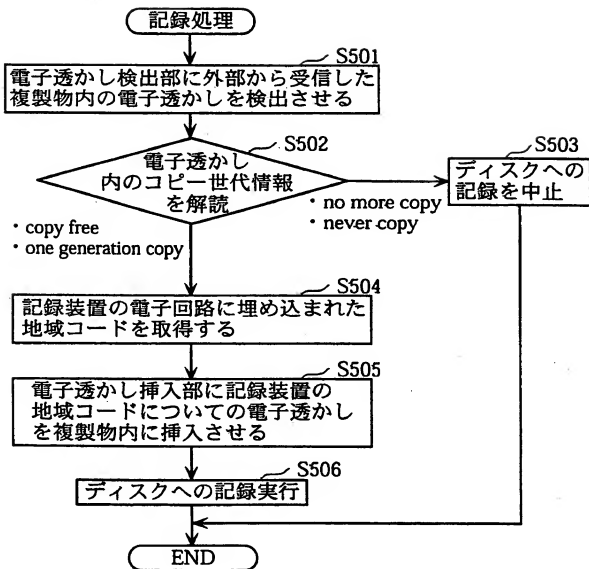 記録処理
S501
電子透かし検出部に外部から受信した
複製物内の電子透かしを検出させる
S502
電子透かし
内のコピー世代情報
を解読
S503
ディスクへの
記録を中止
・no more copy
・never copy
・copy free
・one generation copy
S504
記録装置の電子回路に埋め込まれた
地域コードを取得する
S505
電子透かし挿入部に記録装置の
地域コードについての電子透かし
を複製物内に挿入させる
S506
ディスクへの記録実行
END